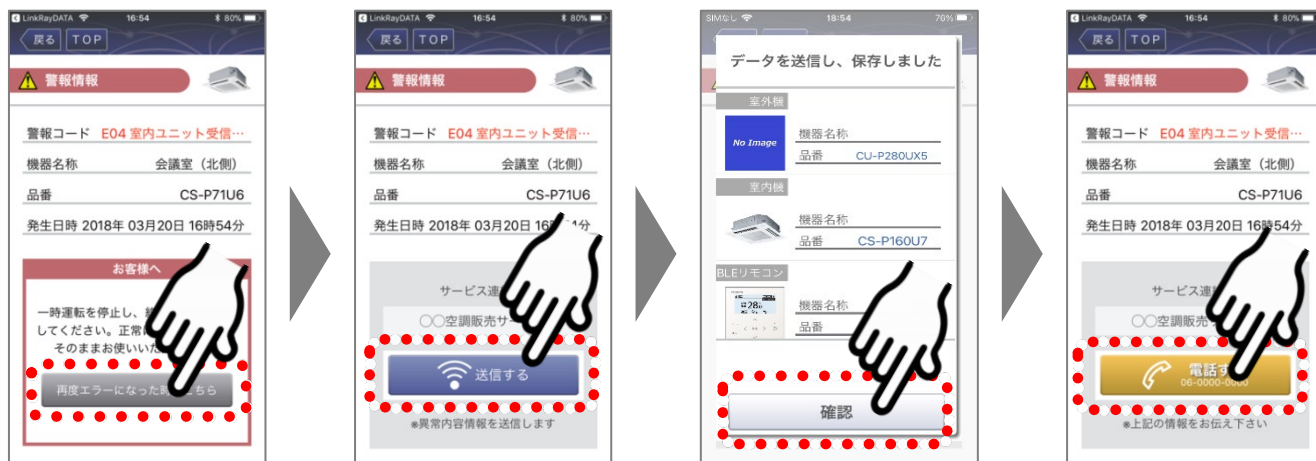 LinkRayDATA 16:54 80%
戻る TOP
警報情報
警報コード E04 室内ユニット受信…
機器名称 会議室（北側）
品番 CS-P71U6
発生日時 2018年 03月20日 16時54分
お客様へ
一時運転を停止し、
してください。正常
そのままお使いいた
再度エラーになった時 ちら
LinkRayDATA 16:54 80%
戻る TOP
警報情報
警報コード E04 室内ユニット受信…
機器名称 会議室（北側）
品番 CS-P71U6
発生日時 2018年 03月20日 16 分
サービス連
○○空調販売サ
送信する
※異常内容情報を送信します
SIMなし 18:54 76%
データを送信し、保存しました
室外機
No Image
機器名称
品番 CU-P280UX5
室内機
機器名称
品番 CS-P160U7
BLEリモコン
機器名称
品番
確認
LinkRayDATA 16:54 80%
戻る TOP
警報情報
警報コード E04 室内ユニット受信…
機器名称 会議室（北側）
品番 CS-P71U6
発生日時 2018年 03月20日 16時54分
サービス連
○○空調販売
電話す
06-0000-0000
※上記の情報をお伝え下さい